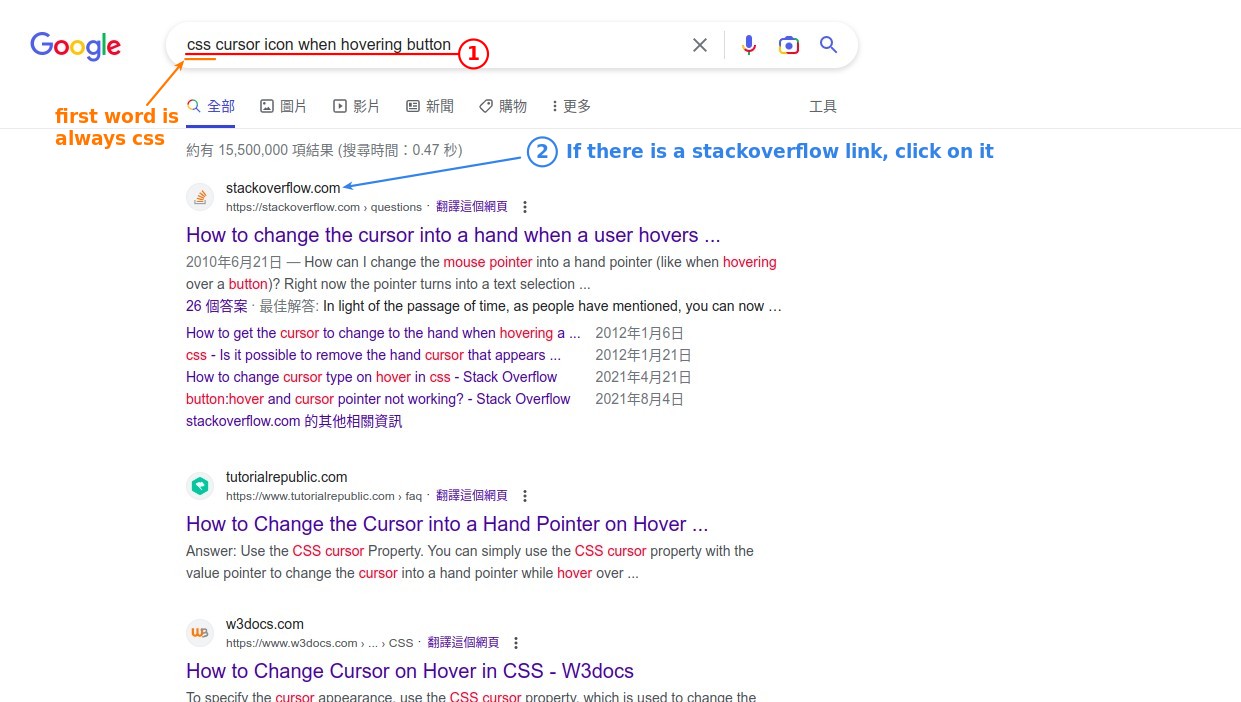 Google
css cursor icon when hovering button
1
first word is
always css
全部 圖片 影片 新聞 購物 更多 工具
約有 15,500,000 項結果 (搜尋時間：0.47 秒)
2 If there is a stackoverflow link, click on it
stackoverflow.com
https://stackoverflow.com › questions · 翻譯這個網頁
How to change the cursor into a hand when a user hovers ...
2010年6月21日 — How can I change the mouse pointer into a hand pointer (like when hovering
over a button)? Right now the pointer turns into a text selection ...
26 個答案 · 最佳解答: In light of the passage of time, as people have mentioned, you can now …
How to get the cursor to change to the hand when hovering a ... 2012年1月6日
css - Is it possible to remove the hand cursor that appears ... 2012年1月21日
How to change cursor type on hover in css - Stack Overflow 2021年4月21日
button:hover and cursor pointer not working? - Stack Overflow 2021年8月4日
stackoverflow.com 的其他相關資訊
tutorialrepublic.com
https://www.tutorialrepublic.com › faq · 翻譯這個網頁
How to Change the Cursor into a Hand Pointer on Hover ...
Answer: Use the CSS cursor Property. You can simply use the CSS cursor property with the
value pointer to change the cursor into a hand pointer while hover over ...
w3docs.com
https://www.w3docs.com › ... › CSS · 翻譯這個網頁
How to Change Cursor on Hover in CSS - W3docs
To specify the cursor appearance, use the CSS cursor property, which is used to change the